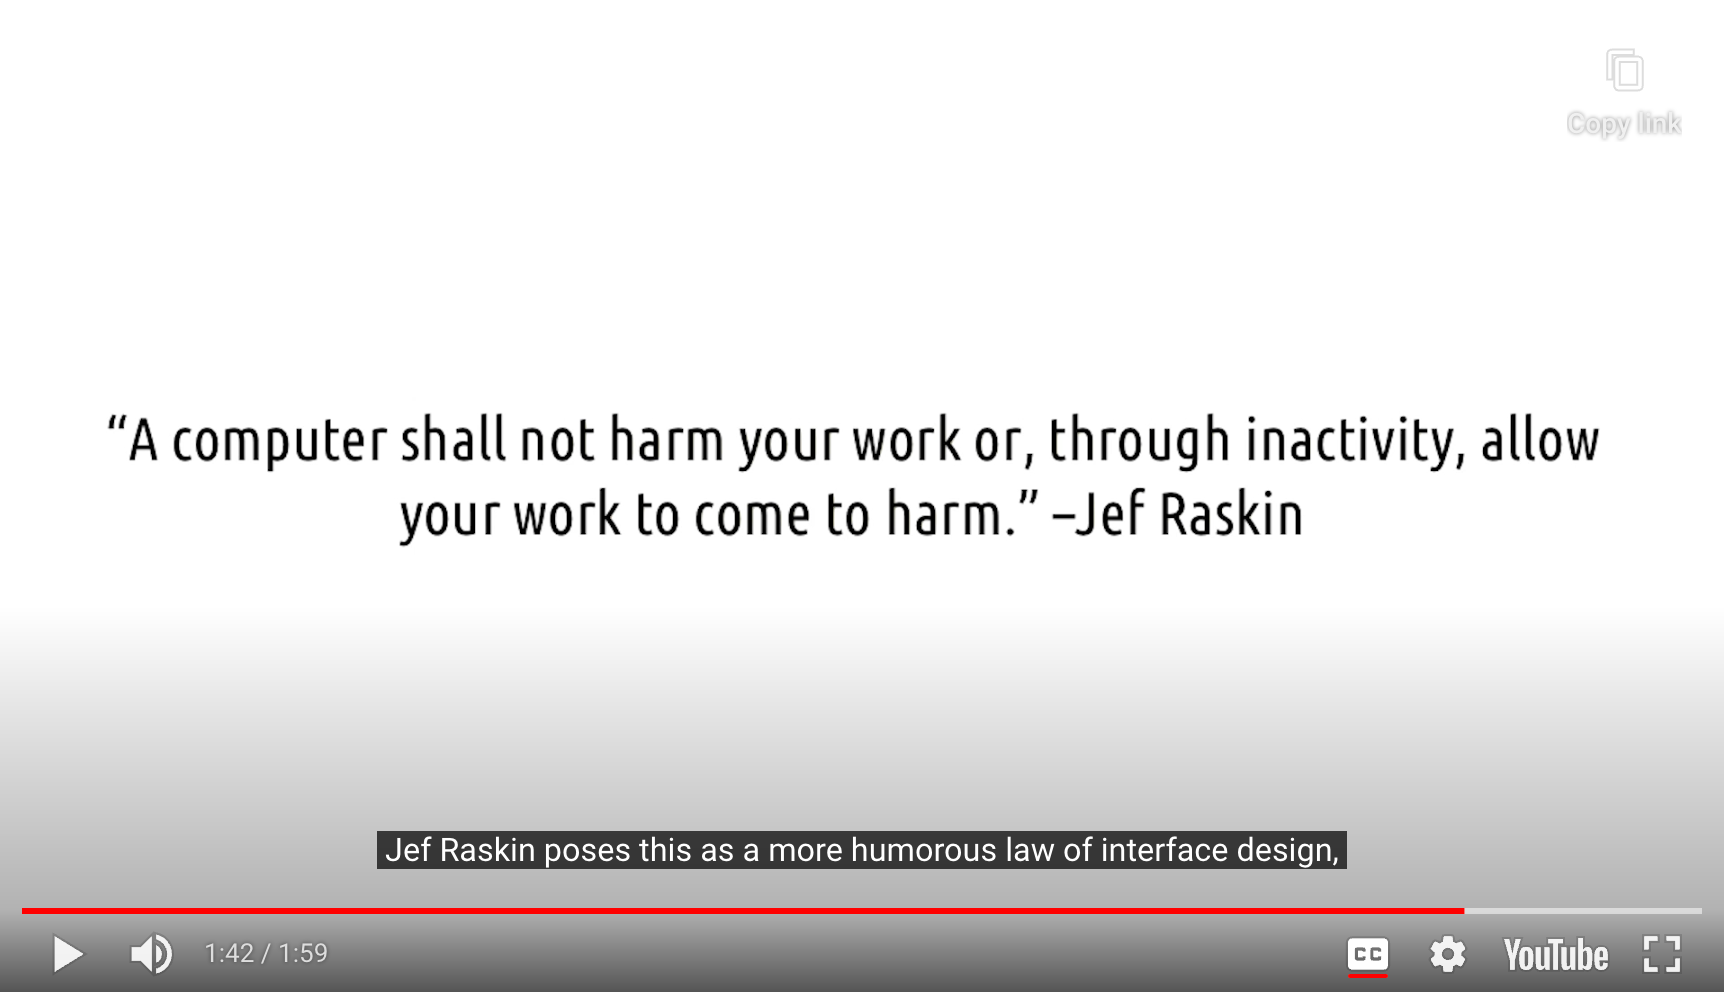 Copy link
“A computer shall not harm your work or, through inactivity, allow
your work to come to harm.” –Jef Raskin
Jef Raskin poses this as a more humorous law of interface design,
1:42 / 1:59
CC
YouTube